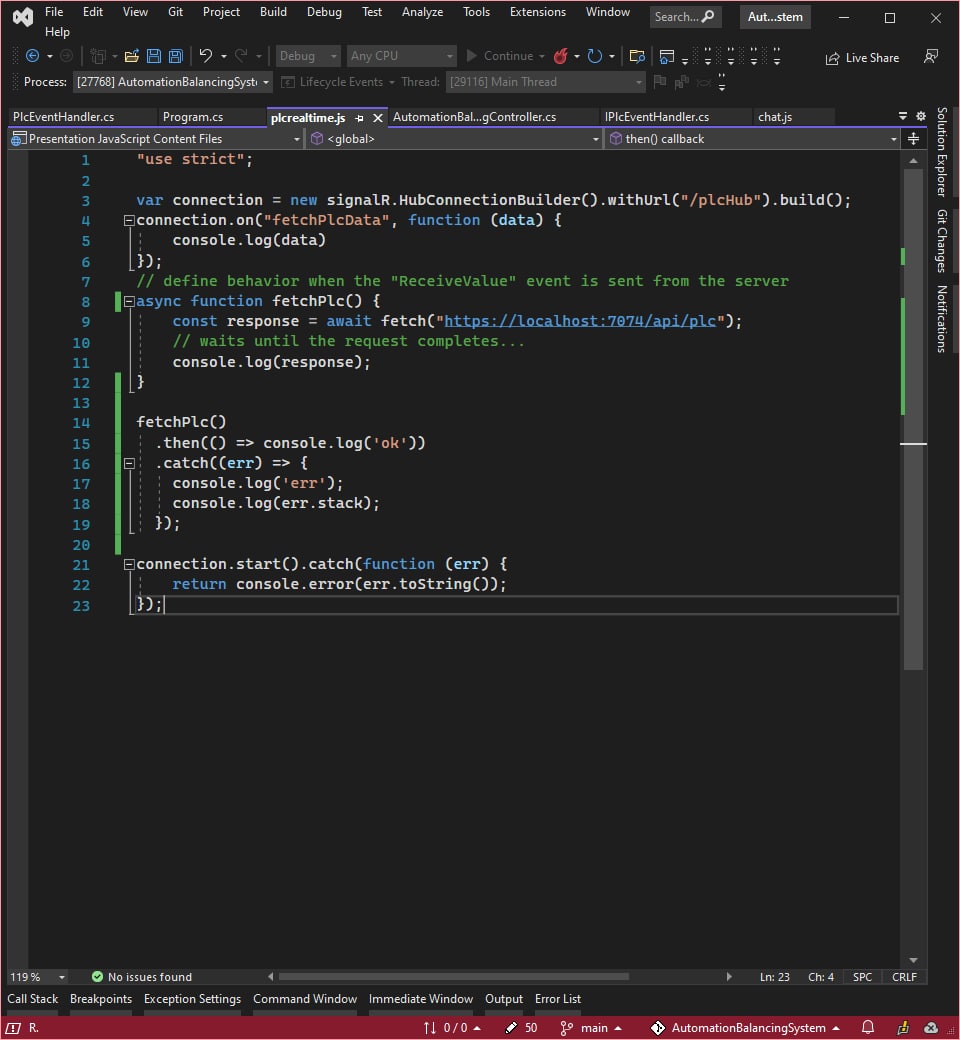 File Edit View Git Project Build Debug Test Analyze Tools Extensions Window Search... Aut...stem
Help
Debug Any CPU Continue Live Share
Process: [27768] AutomationBalancingSyst Lifecycle Events Thread: [29116] Main Thread
PlcEventHandler.cs Program.cs plcrealtime.js AutomationBal...gController.cs IPlcEventHandler.cs chat.js
Presentation JavaScript Content Files <global> then() callback
1 "use strict";
2
3 var connection = new signalR.HubConnectionBuilder().withUrl("/plcHub").build();
4 connection.on("fetchPlcData", function (data) {
5 console.log(data)
6 });
7 // define behavior when the "ReceiveValue" event is sent from the server
8 async function fetchPlc() {
9 const response = await fetch("https://localhost:7074/api/plc");
10 // waits until the request completes...
11 console.log(response);
12 }
13
14 fetchPlc()
15 .then(() => console.log('ok'))
16 .catch((err) => {
17 console.log('err');
18 console.log(err.stack);
19 });
20
21 connection.start().catch(function (err) {
22 return console.error(err.toString());
23 });
Solution Explorer
Git Changes
Notifications
119 % No issues found Ln: 23 Ch: 4 SPC CRLF
Call Stack Breakpoints Exception Settings Command Window Immediate Window Output Error List
R. 0 / 0 50 main AutomationBalancingSystem